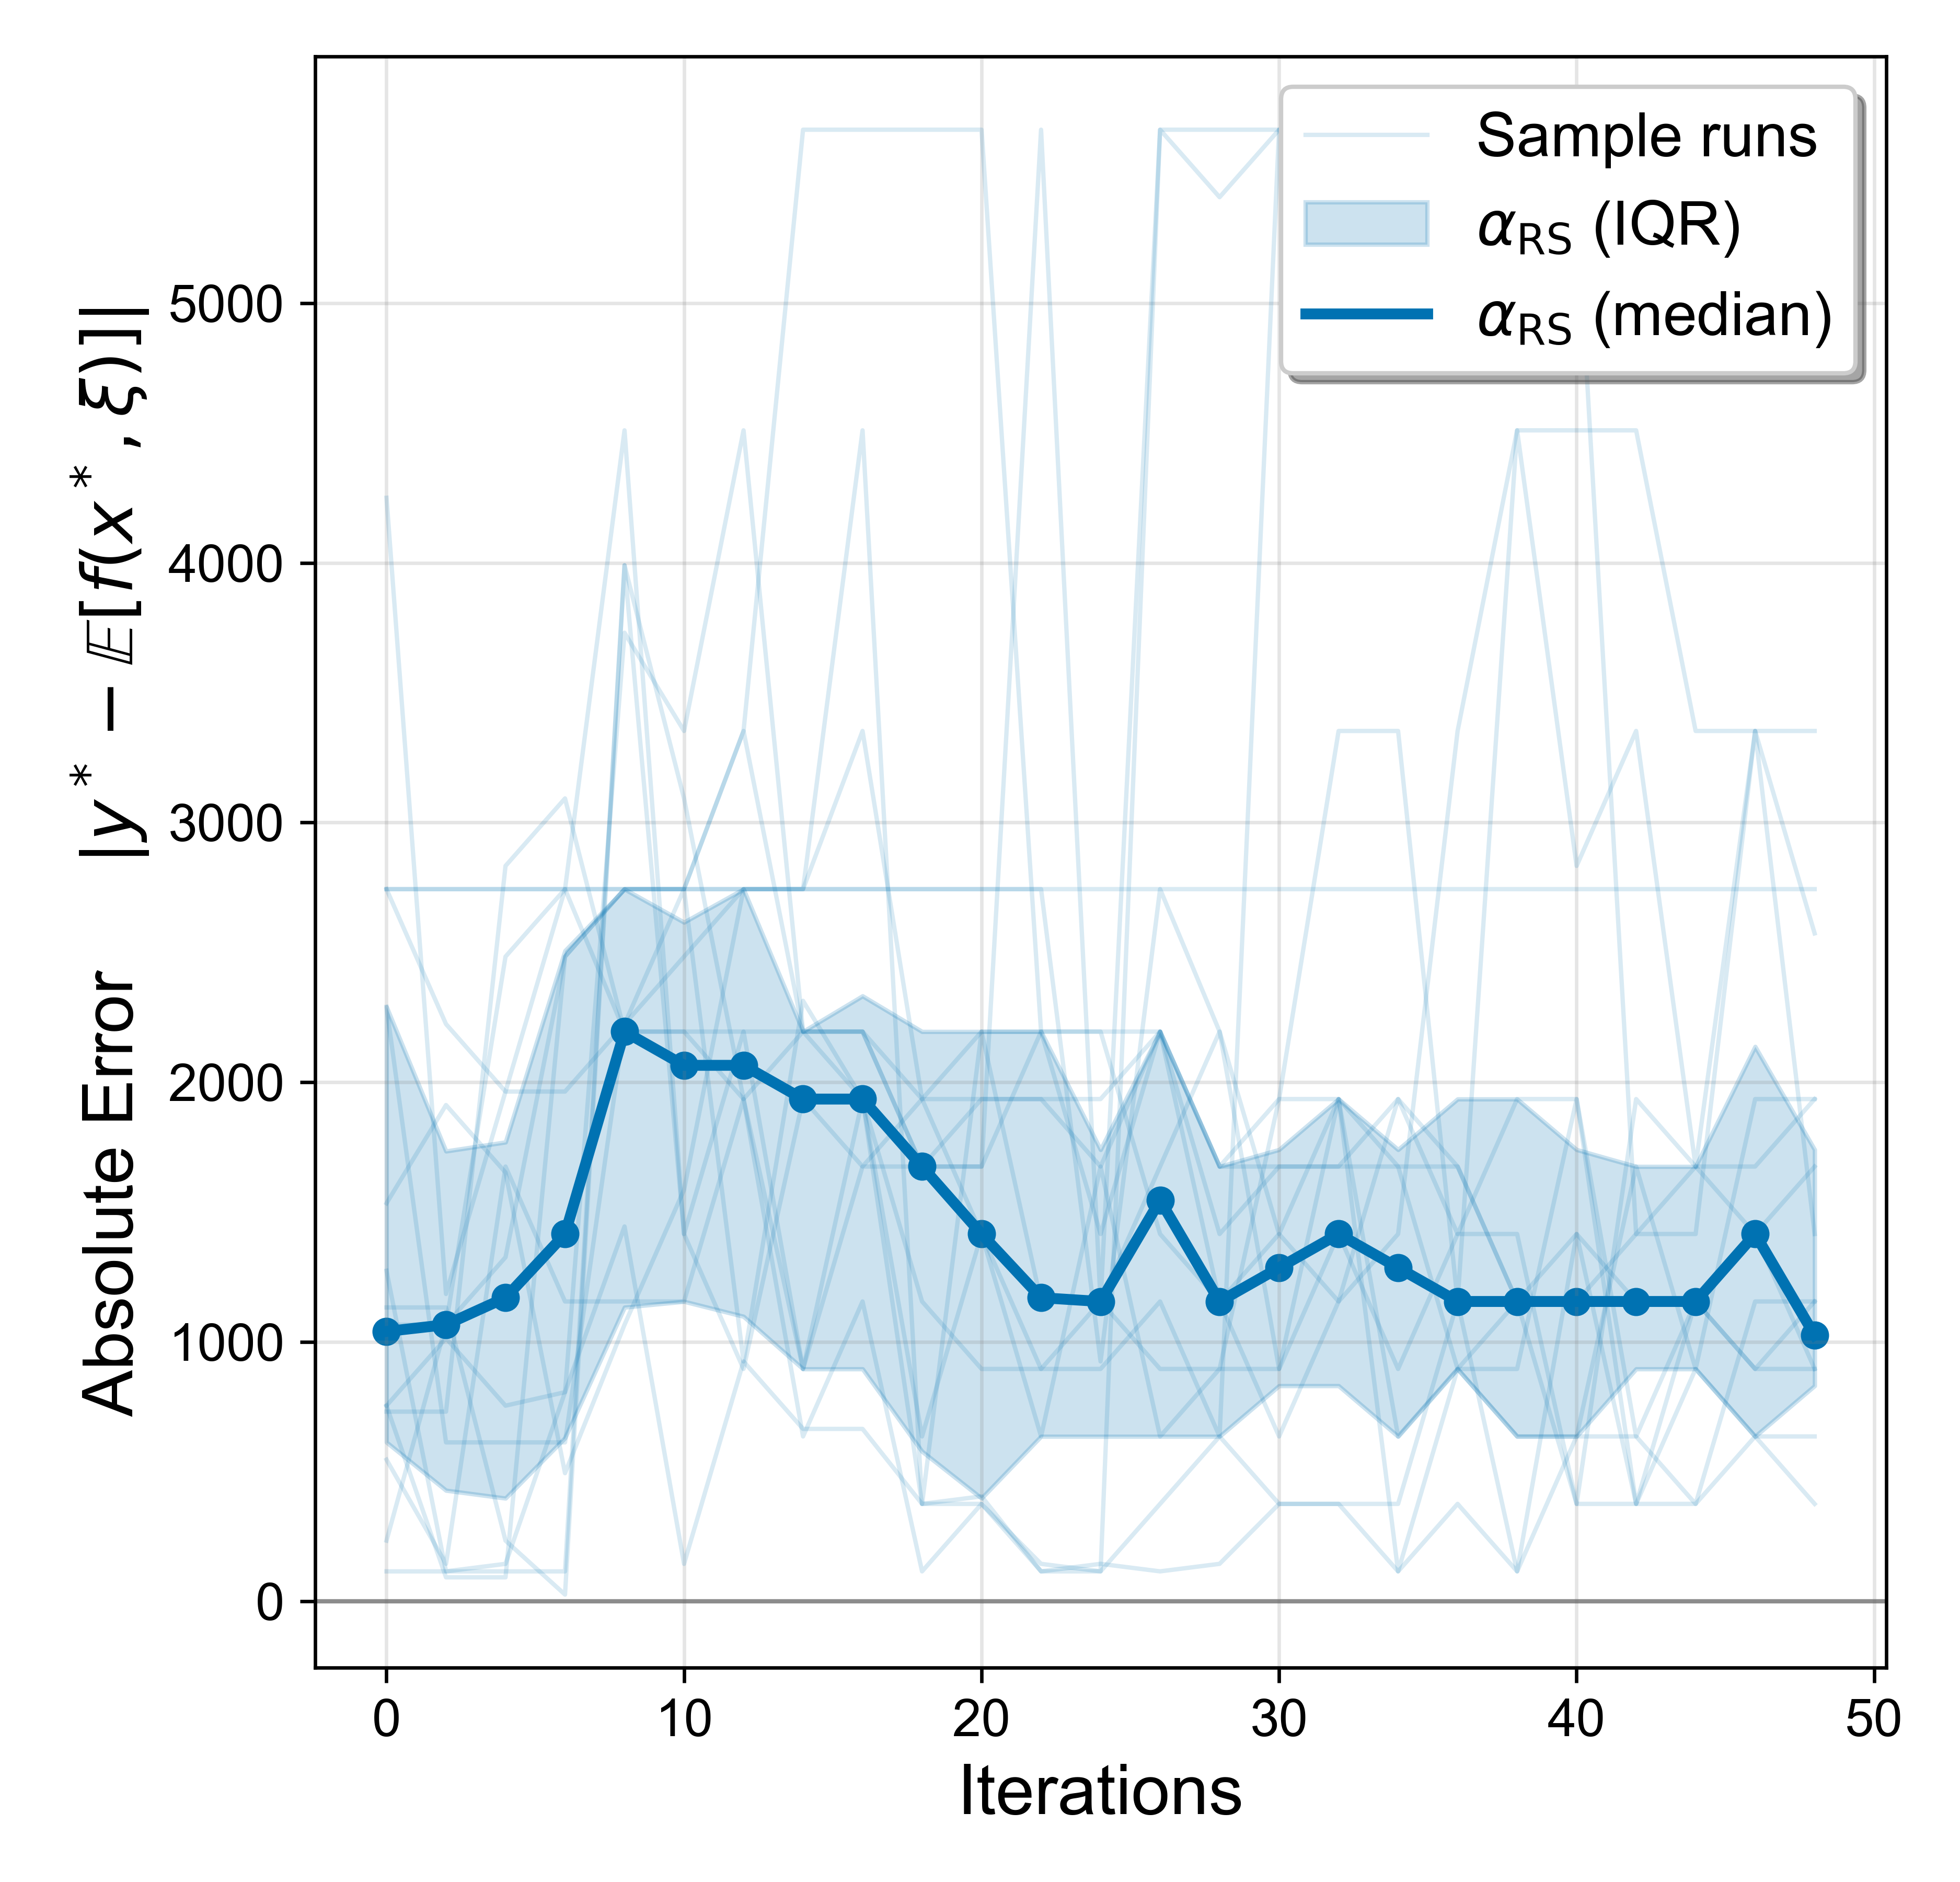 Absolute Error |y* − 𝔼[f(x*, ξ)]|
5000
4000
3000
2000
1000
0
Sample runs
α_RS (IQR)
α_RS (median)
0 10 20 30 40 50
Iterations